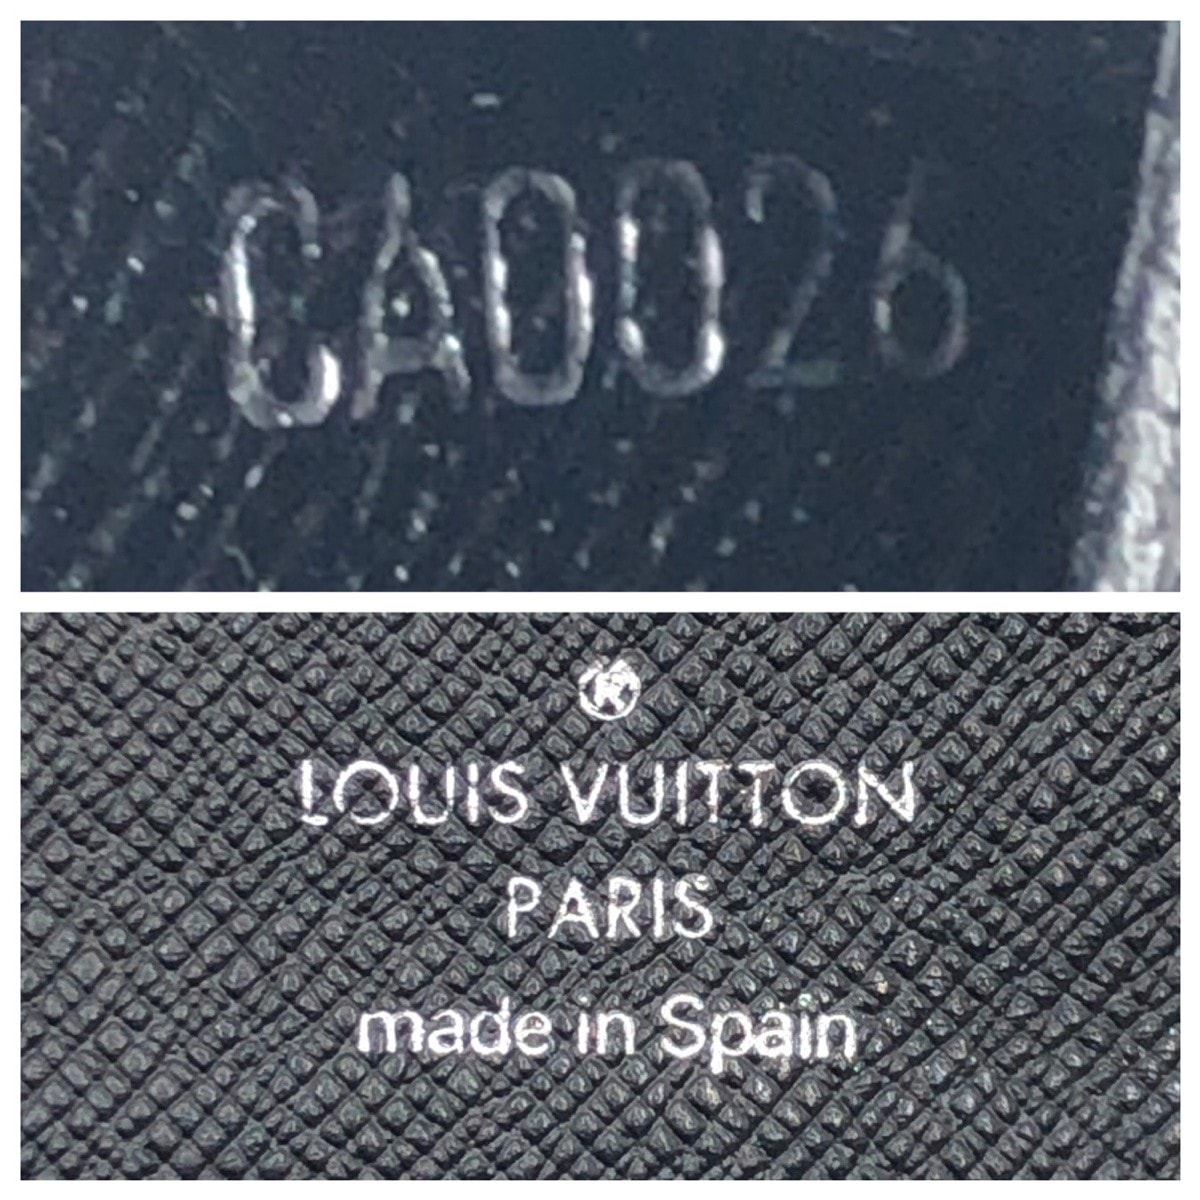 CA0026
®
LOUIS VUITTON
PARIS
made in Spain